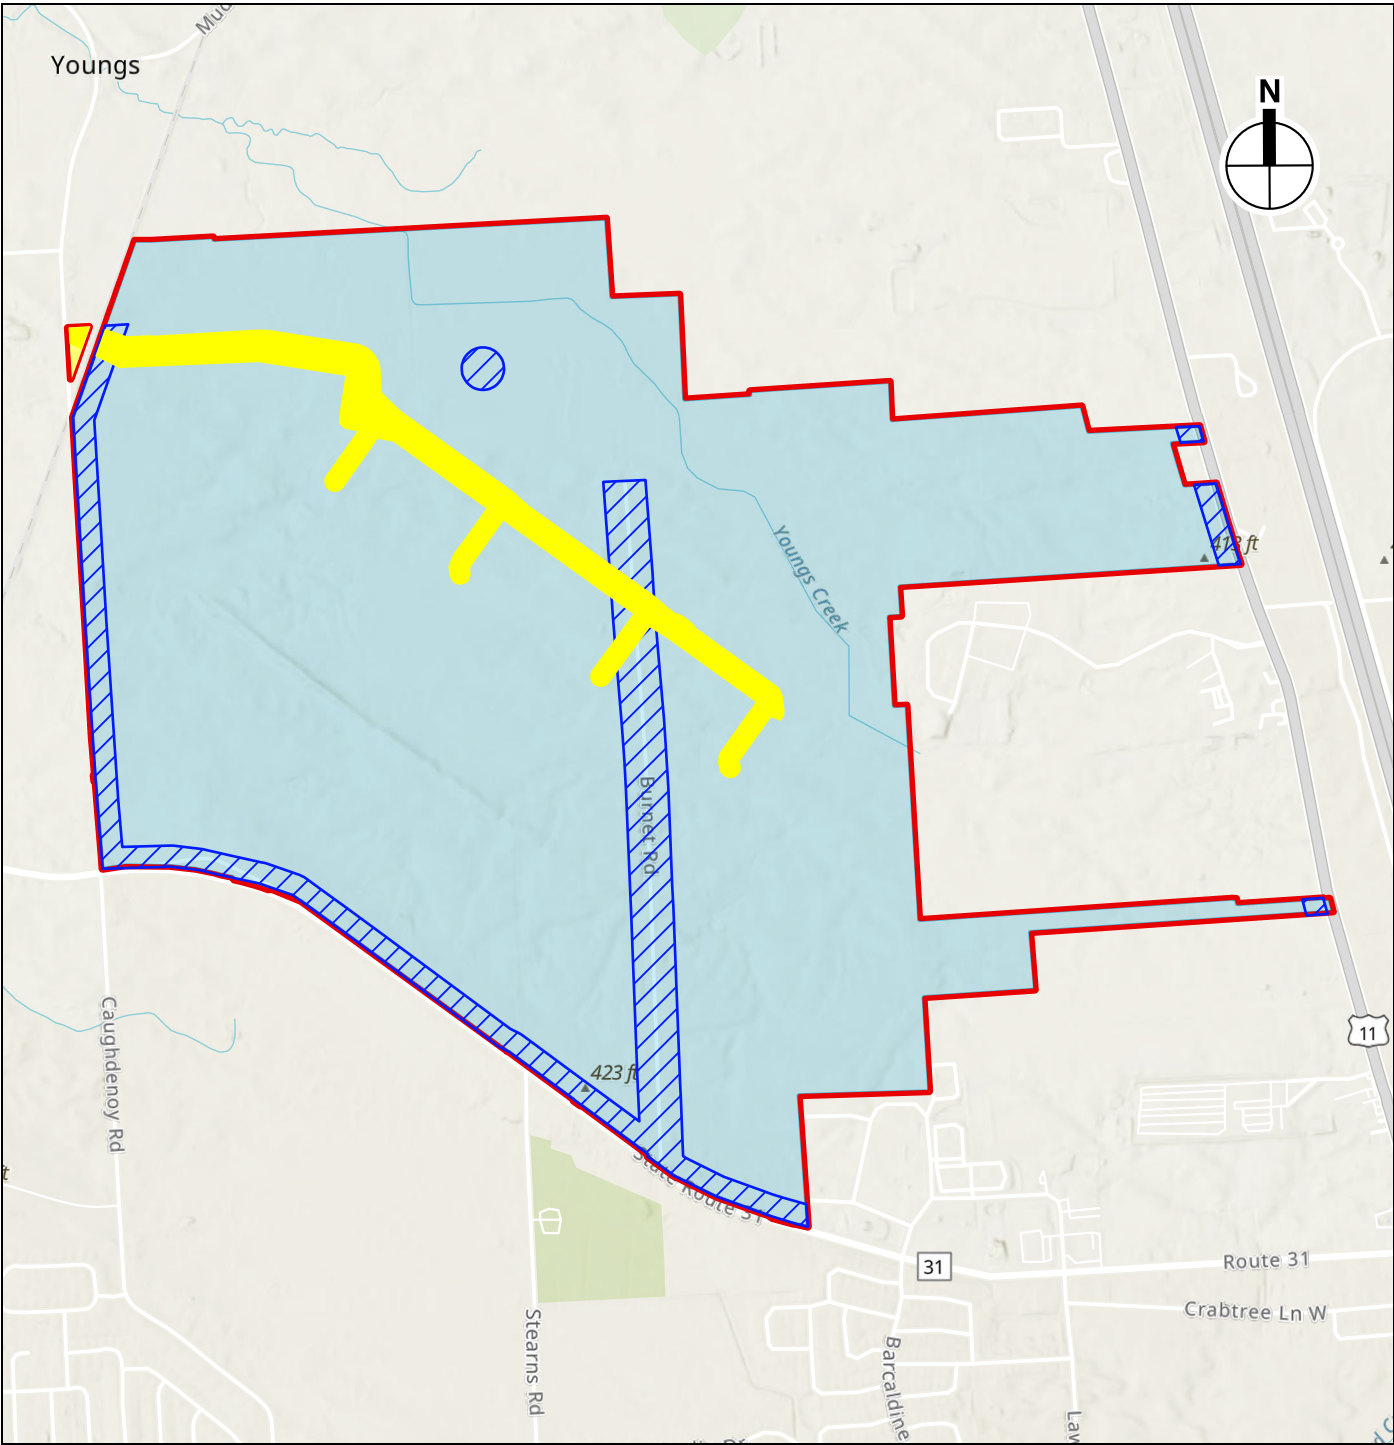 Youngs
N
413 ft
Youngs Creek
Burnet Rd
Caughdenoy Rd
423 ft
11
State Route 31
31
Route 31
Crabtree Ln W
Stearns Rd
Barcaldine
Law